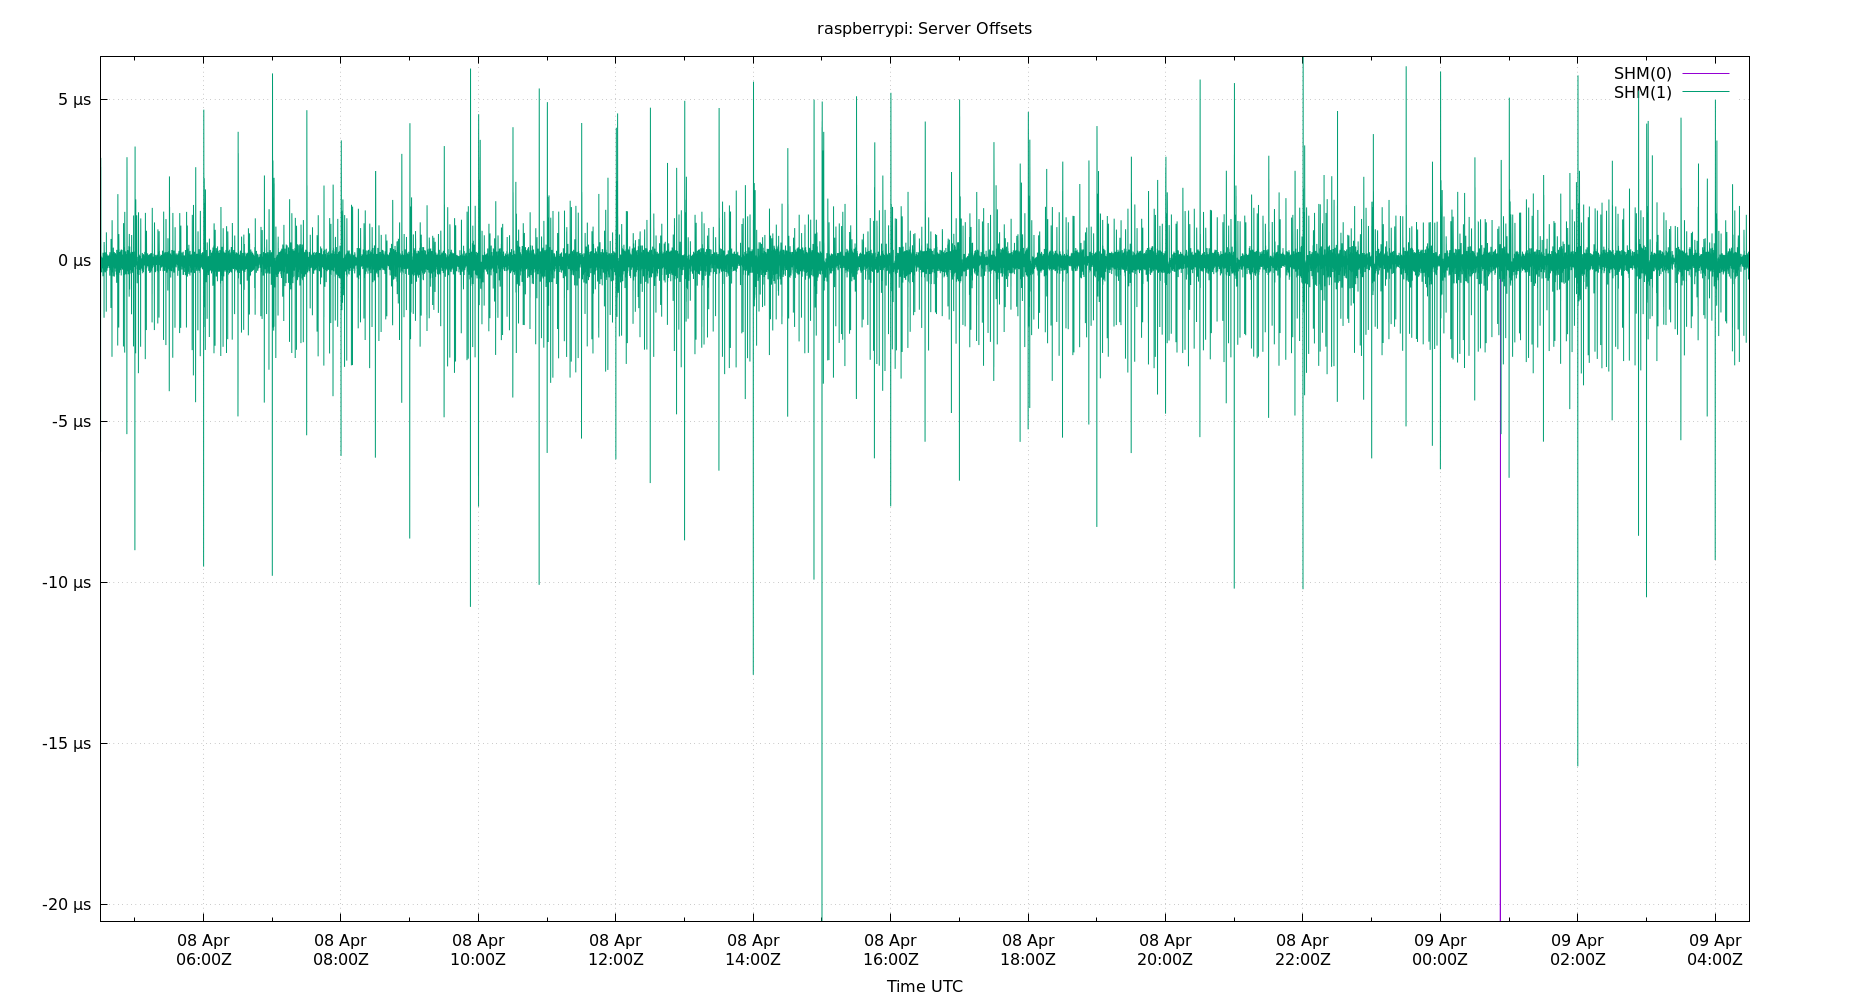 raspberrypi: Server Offsets
SHM(0)
SHM(1)
5 µs
0 µs
-5 µs
-10 µs
-15 µs
-20 µs
08 Apr 08 Apr 08 Apr 08 Apr 08 Apr 08 Apr 08 Apr 08 Apr 08 Apr 09 Apr 09 Apr 09 Apr
06:00Z 08:00Z 10:00Z 12:00Z 14:00Z 16:00Z 18:00Z 20:00Z 22:00Z 00:00Z 02:00Z 04:00Z
Time UTC